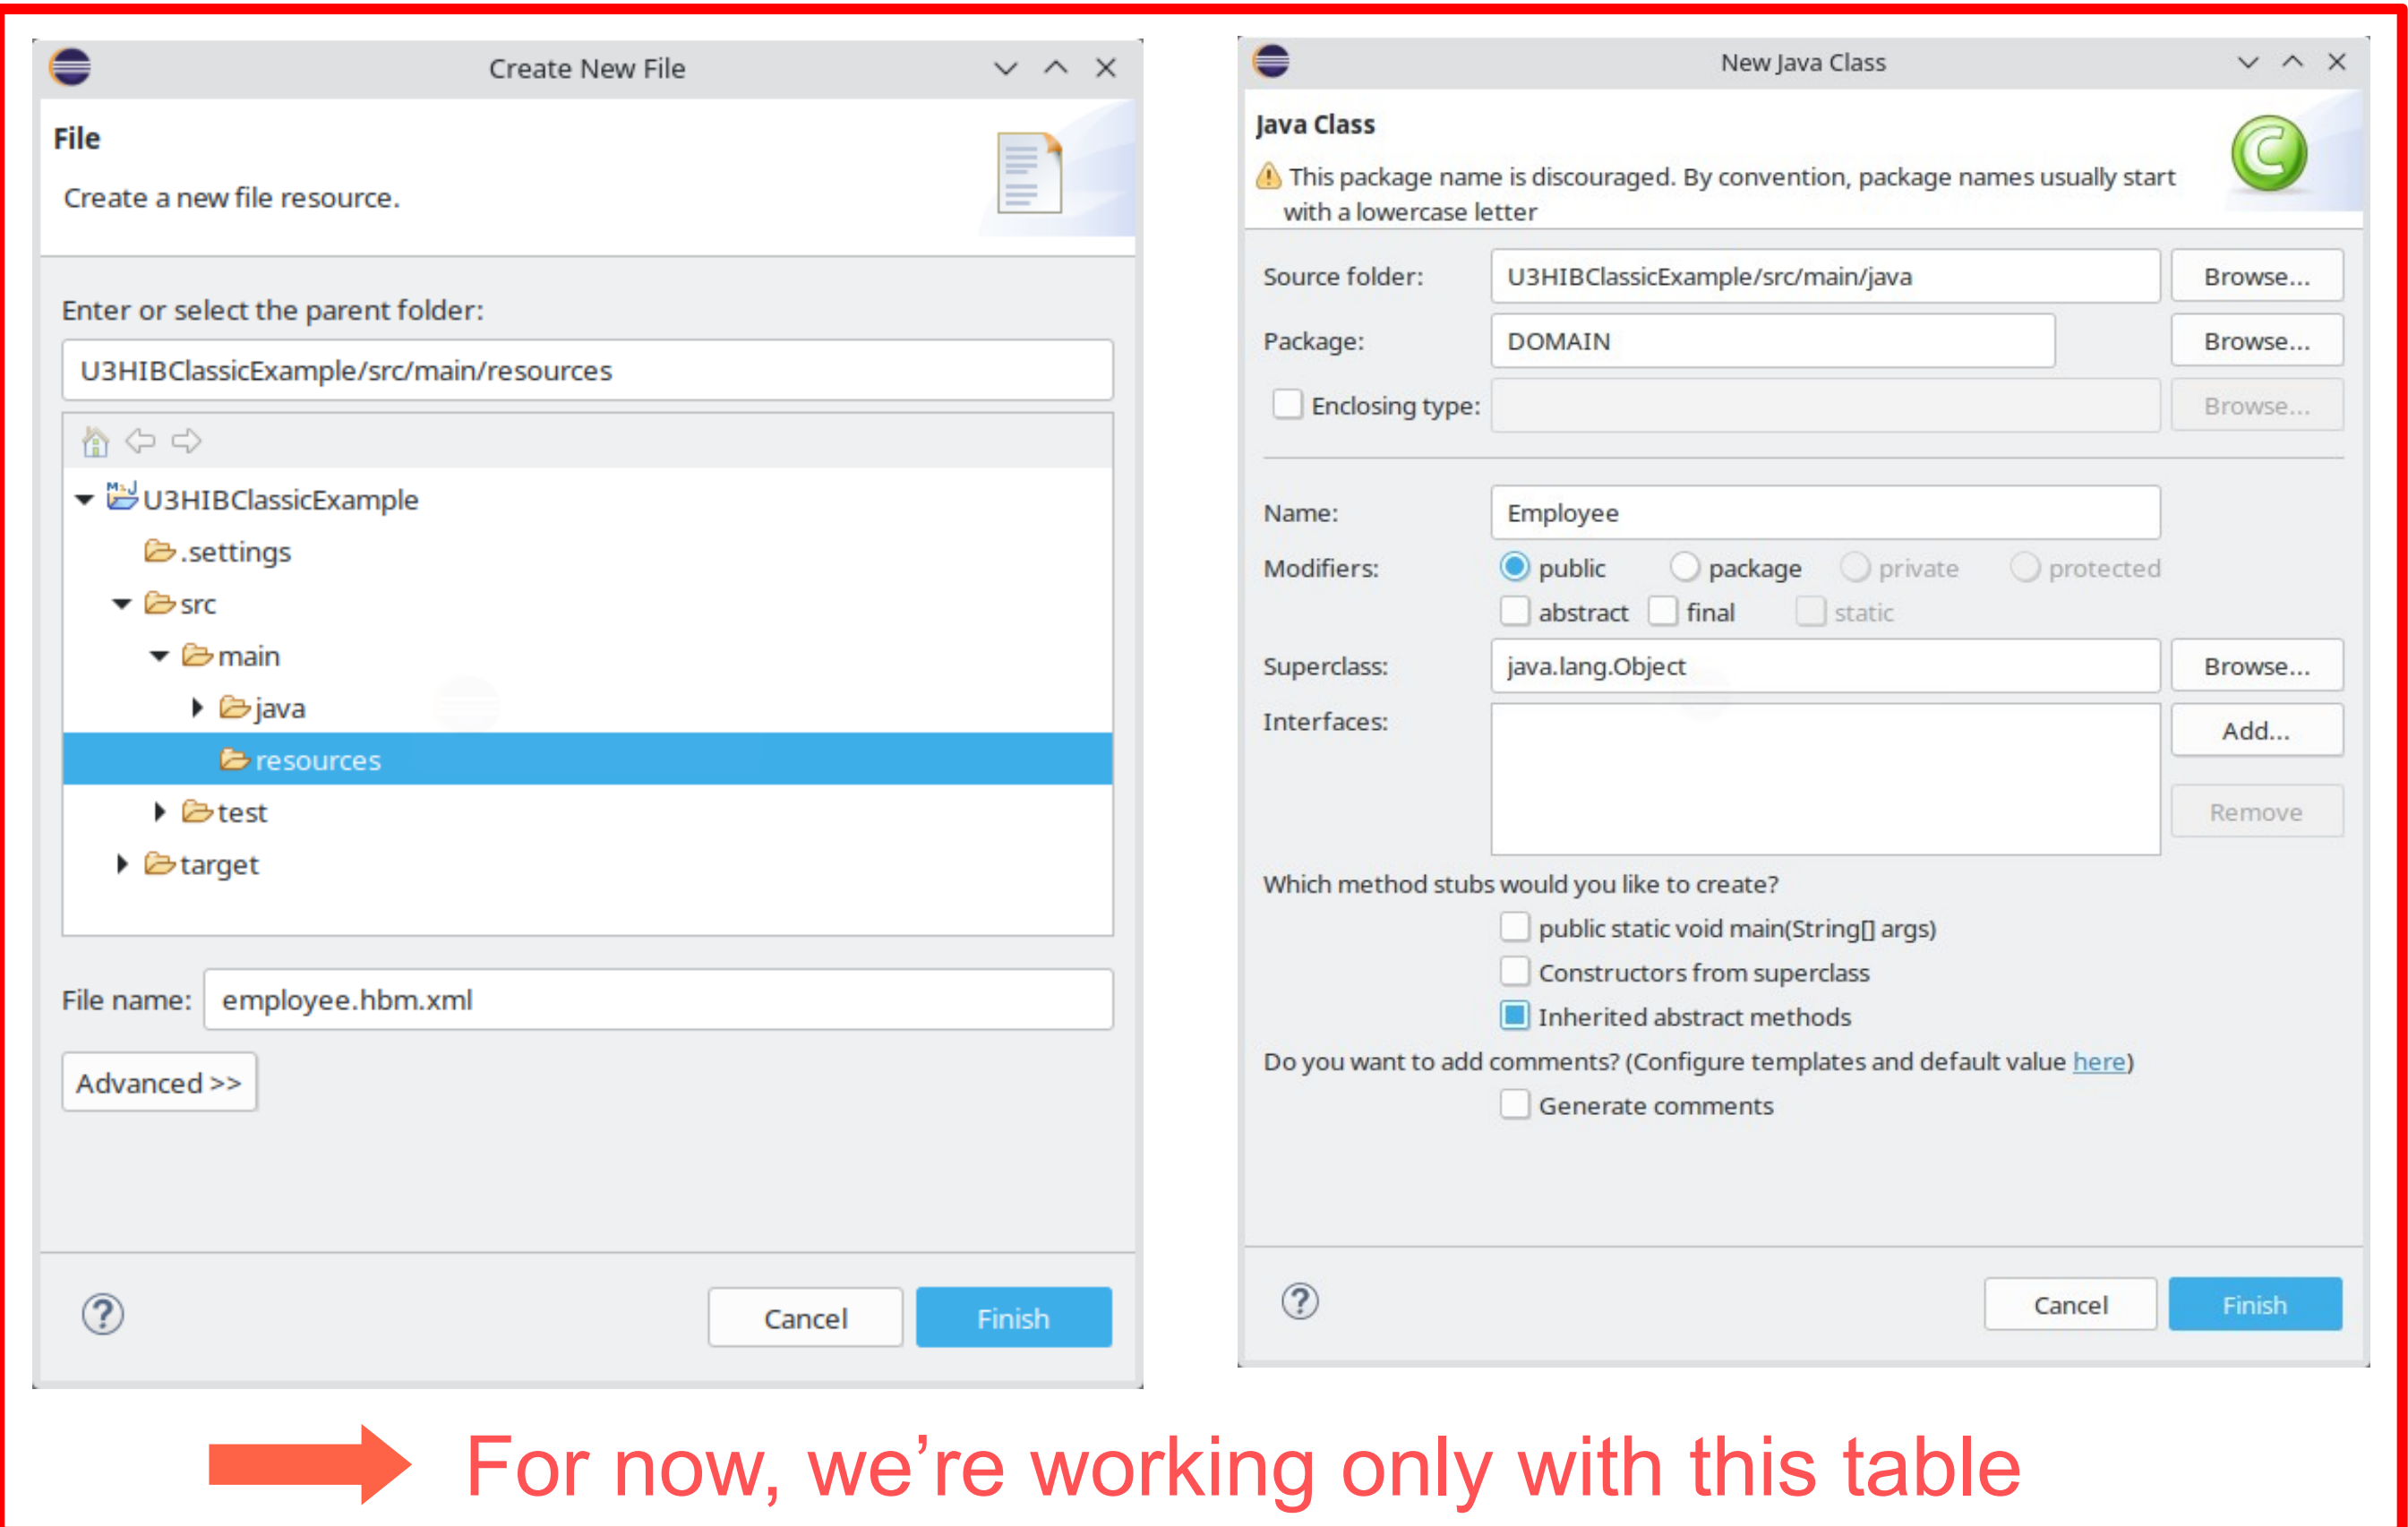 Create New File
File
Create a new file resource.
Enter or select the parent folder:
U3HIBClassicExample/src/main/resources
U3HIBClassicExample
.settings
src
main
java
resources
test
target
File name: employee.hbm.xml
Advanced >>
Cancel Finish
New Java Class
Java Class
This package name is discouraged. By convention, package names usually start
with a lowercase letter
Source folder: U3HIBClassicExample/src/main/java Browse...
Package: DOMAIN Browse...
Enclosing type: Browse...
Name: Employee
Modifiers: public package private protected
abstract final static
Superclass: java.lang.Object Browse...
Interfaces: Add...
Remove
Which method stubs would you like to create?
public static void main(String[] args)
Constructors from superclass
Inherited abstract methods
Do you want to add comments? (Configure templates and default value here)
Generate comments
Cancel Finish
For now, we’re working only with this table